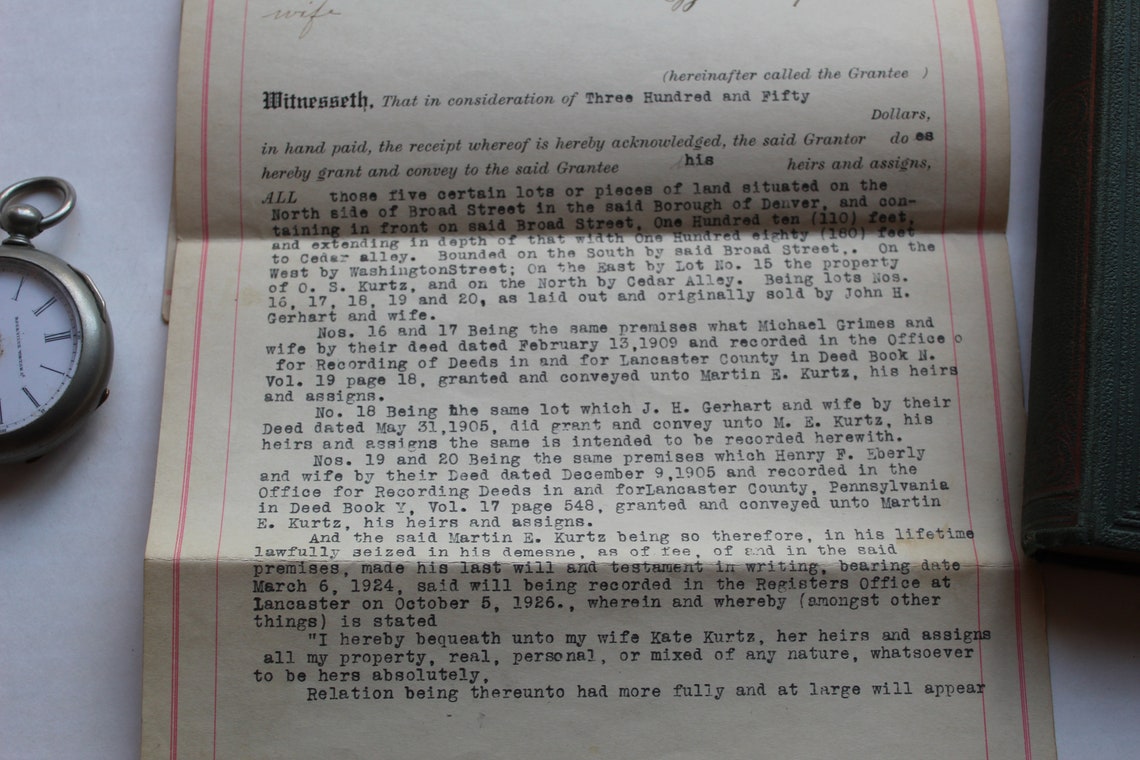 wife
(hereinafter called the Grantee )
Witnesseth, That in consideration of Three Hundred and Fifty
Dollars,
in hand paid, the receipt whereof is hereby acknowledged, the said Grantor do es
hereby grant and convey to the said Grantee his heirs and assigns,
ALL those five certain lots or pieces of land situated on the
North side of Broad Street in the said Borough of Denver, and con-
taining in front on said Broad Street, One Hundred ten (110) feet,
and extending in depth of that width One Hundred eighty (180) feet
to Cedar alley. Bounded on the South by said Broad Street,. On the
West by WashingtonStreet; On the East by Lot No. 15 the property
of O. S. Kurtz, and on the North by Cedar Alley. Being lots Nos.
16, 17, 18, 19 and 20, as laid out and originally sold by John H.
Gerhart and wife.
Nos. 16 and 17 Being the same premises what Michael Grimes and
wife by their deed dated February 13,1909 and recorded in the Office o
for Recording of Deeds in and for Lancaster County in Deed Book N.
Vol. 19 page 18, granted and conveyed unto Martin E. Kurtz, his heirs
and assigns.
No. 18 Being the same lot which J. H. Gerhart and wife by their
Deed dated May 31,1905, did grant and convey unto M. E. Kurtz, his
heirs and assigns the same is intended to be recorded herewith.
Nos. 19 and 20 Being the same premises which Henry F. Eberly
and wife by their Deed dated December 9,1905 and recorded in the
Office for Recording Deeds in and forLancaster County, Pennsylvania
in Deed Book Y, Vol. 17 page 548, granted and conveyed unto Martin
E. Kurtz, his heirs and assigns.
And the said Martin E. Kurtz being so therefore, in his lifetime
lawfully seized in his demesne, as of fee, of and in the said
premises, made his last will and testament in writing, bearing date
March 6, 1924, said will being recorded in the Registers Office at
Lancaster on October 5, 1926., wherein and whereby (amongst other
things) is stated
"I hereby bequeath unto my wife Kate Kurtz, her heirs and assigns
all my property, real, personal, or mixed of any nature, whatsoever
to be hers absolutely,
Relation being thereunto had more fully and at large will appear